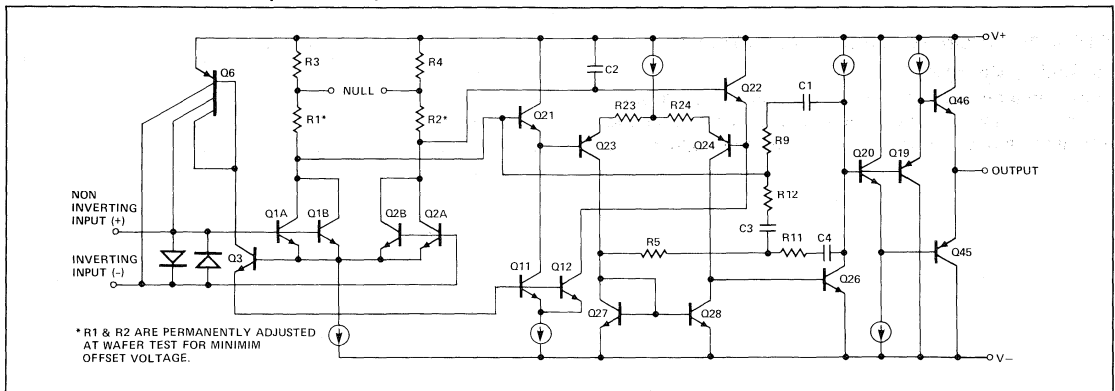 V+
Q6
R3
R4
C2
Q22
C1
Q46
NULL
R1*
R2*
Q21
R23
R24
Q23
Q24
R9
Q20
Q19
OUTPUT
R12
NON
INVERTING
INPUT (+)
Q1A
Q1B
Q2B
Q2A
C3
INVERTING
INPUT (–)
Q3
R5
R11
C4
Q45
Q11
Q12
Q26
Q27
Q28
* R1 & R2 ARE PERMANENTLY ADJUSTED
AT WAFER TEST FOR MINIMIM
OFFSET VOLTAGE.
V–